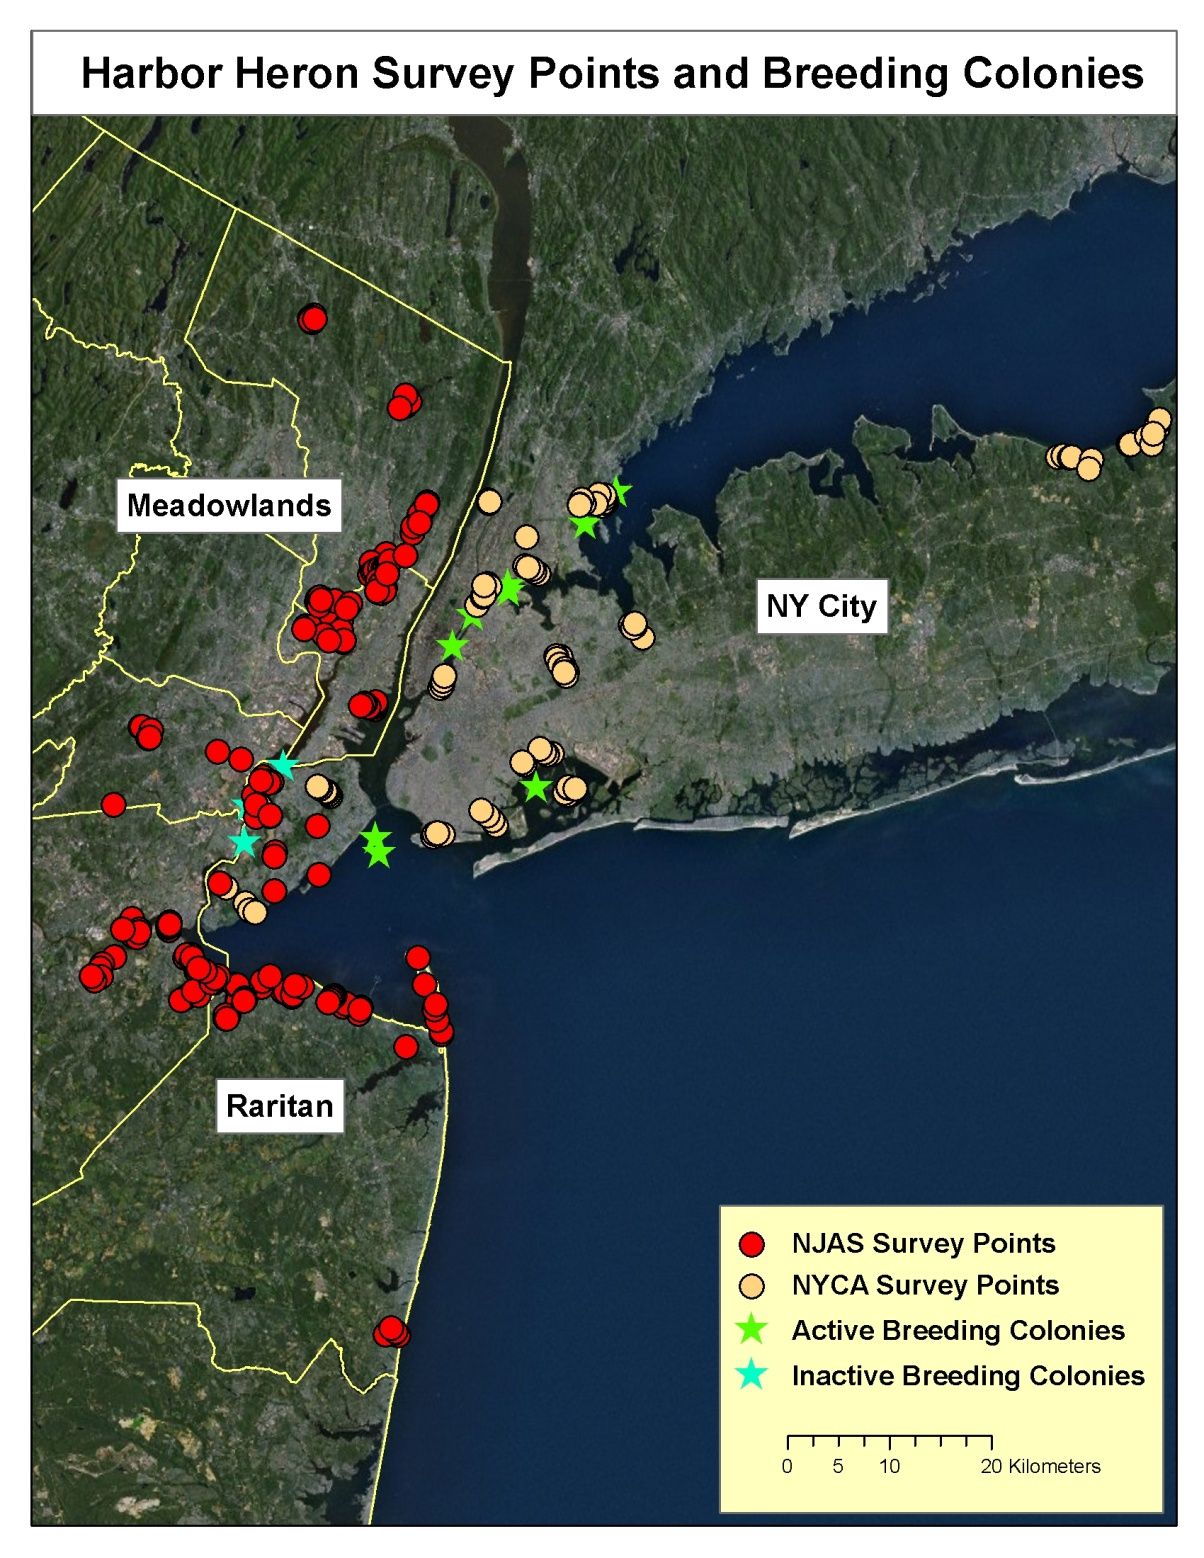 Harbor Heron Survey Points and Breeding Colonies
Meadowlands
NY City
Raritan
NJAS Survey Points
NYCA Survey Points
Active Breeding Colonies
Inactive Breeding Colonies
0 5 10 20 Kilometers